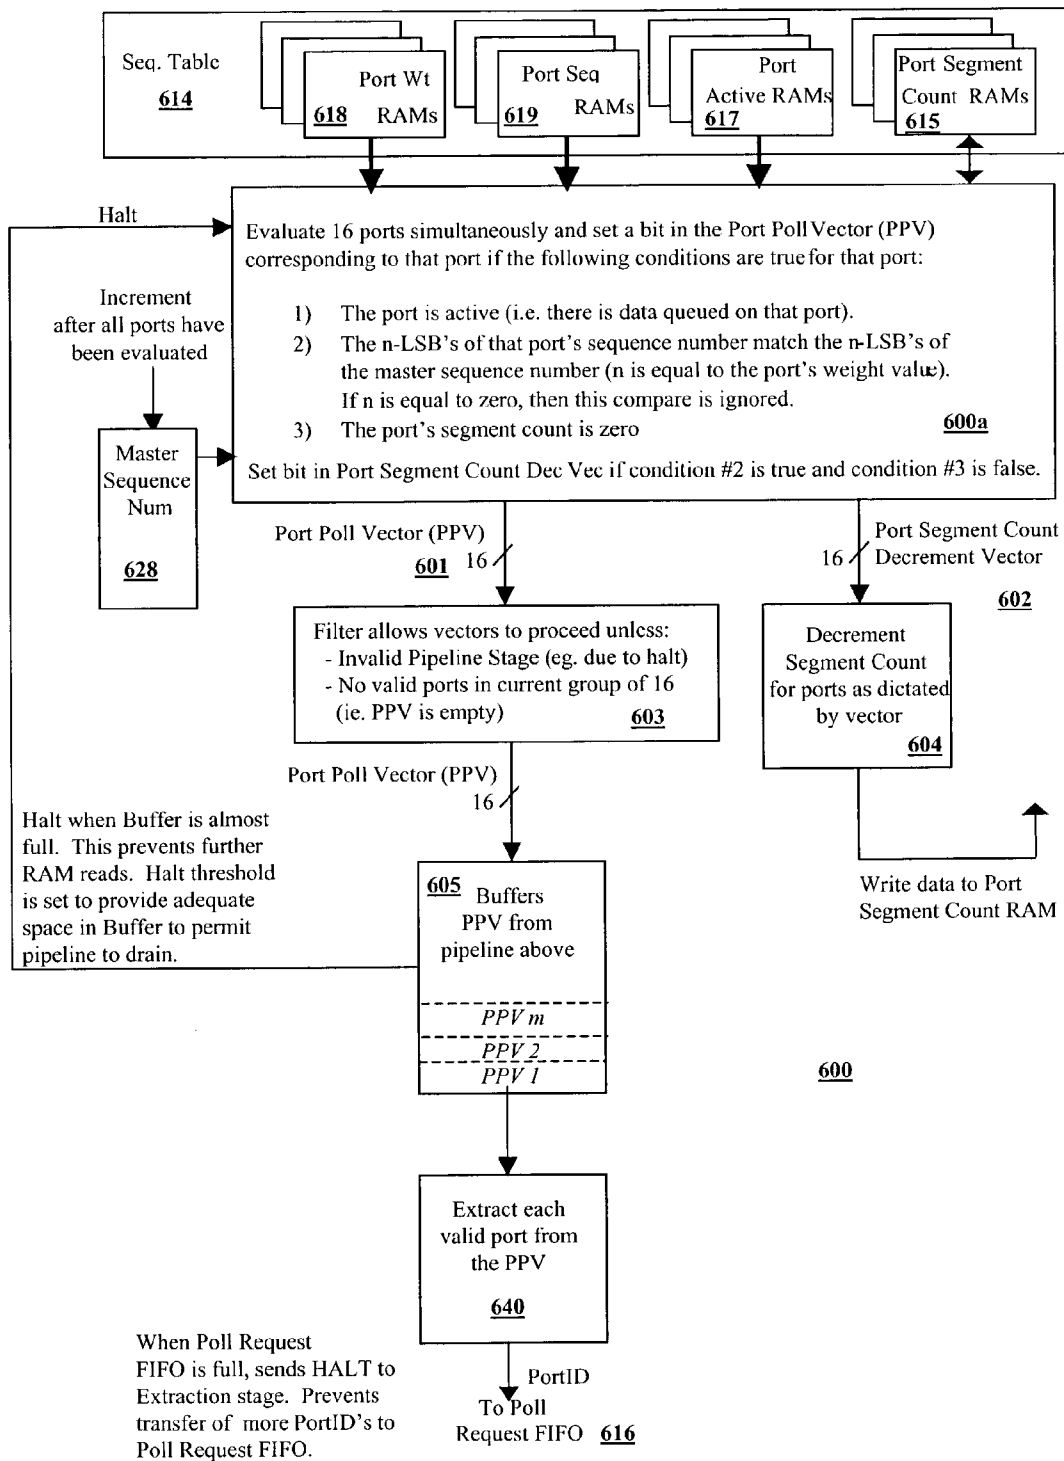 Seq. Table
614
Port Wt
618
RAMs
Port Seq
619
RAMs
Port
Active RAMs
617
Port Segment
Count RAMs
615
Halt
Evaluate 16 ports simultaneously and set a bit in the Port Poll Vector (PPV)
corresponding to that port if the following conditions are true for that port:
1) The port is active (i.e. there is data queued on that port).
2) The n-LSB's of that port's sequence number match the n-LSB's of
the master sequence number (n is equal to the port's weight value).
If n is equal to zero, then this compare is ignored.
3) The port's segment count is zero
600a
Set bit in Port Segment Count Dec Vec if condition #2 is true and condition #3 is false.
Increment
after all ports have
been evaluated
Master
Sequence
Num
628
Port Poll Vector (PPV)
601
16
Port Segment Count
Decrement Vector
16
602
Filter allows vectors to proceed unless:
- Invalid Pipeline Stage (eg. due to halt)
- No valid ports in current group of 16
(ie. PPV is empty)
603
Decrement
Segment Count
for ports as dictated
by vector
604
Port Poll Vector (PPV)
16
Halt when Buffer is almost
full. This prevents further
RAM reads. Halt threshold
is set to provide adequate
space in Buffer to permit
pipeline to drain.
605
Buffers
PPV from
pipeline above
PPV m
PPV 2
PPV 1
Write data to Port
Segment Count RAM
600
Extract each
valid port from
the PPV
640
When Poll Request
FIFO is full, sends HALT to
Extraction stage. Prevents
transfer of more PortID's to
Poll Request FIFO.
PortID
To Poll
Request FIFO 616